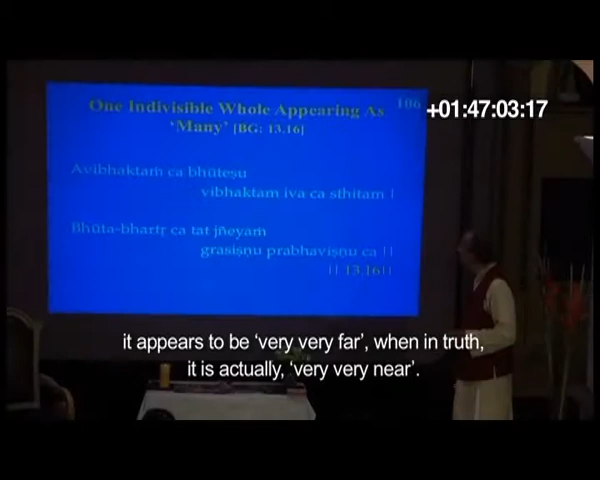 One Indivisible Whole Appearing As
106
+01:47:03:17
'Many' [BG: 13.16]
Avibhaktaṁ ca bhūteṣu
vibhaktam iva ca sthitam |
Bhūta-bhartṛ ca tat jñeyaṁ
grasiṣṇu prabhaviṣṇu ca ||
|| 13.16||
it appears to be 'very very far', when in truth,
it is actually, 'very very near'.